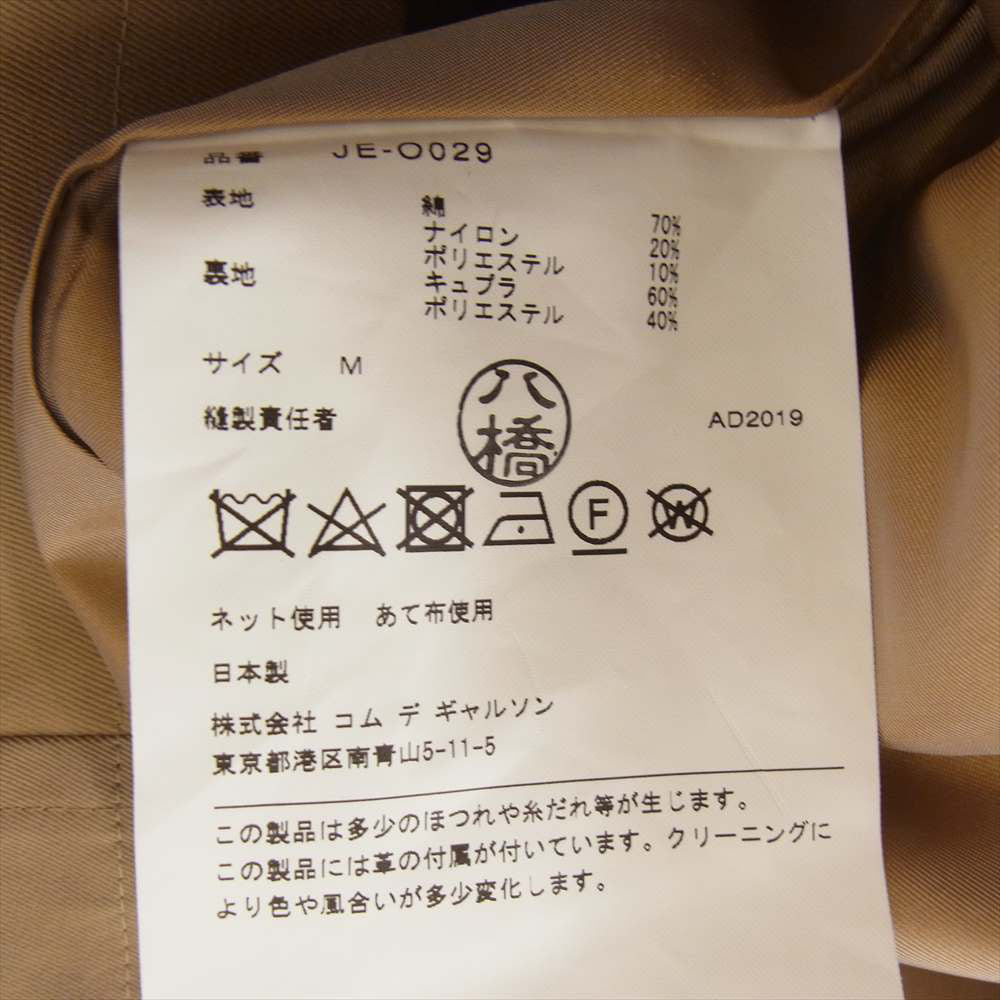 品番 JE-O029
表地 綿 70%
ナイロン 20%
ポリエステル 10%
裏地 キュプラ 60%
ポリエステル 40%
サイズ M
縫製責任者 八橋 AD2019
F W
ネット使用 あて布使用
日本製
株式会社 コム デ ギャルソン
東京都港区南青山5-11-5
この製品は多少のほつれや糸だれ等が生じます。
この製品には革の付属が付いています。クリーニングに
より色や風合いが多少変化します。